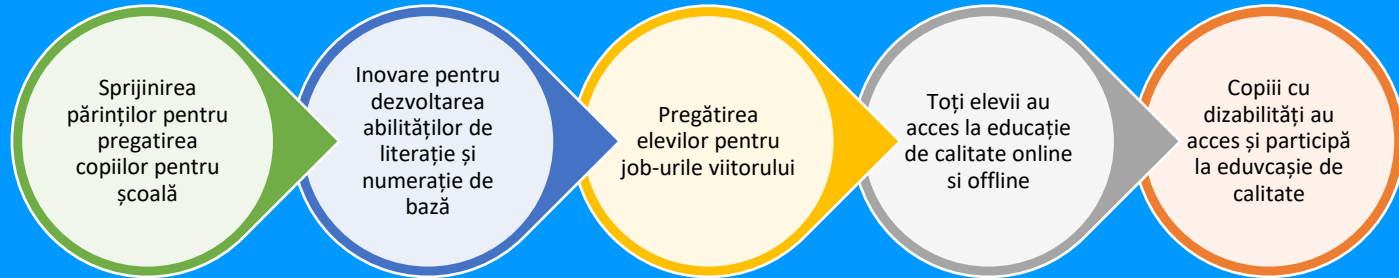 Sprijinirea
părinților pentru
pregatirea
copiilor pentru
școală
Inovare pentru
dezvoltarea
abilităților de
literație și
numerație de
bază
Pregătirea
elevilor pentru
job-urile viitorului
Toți elevii au
acces la educație
de calitate online
si offline
Copiii cu
dizabilități au
acces și participă
la eduvcașie de
calitate